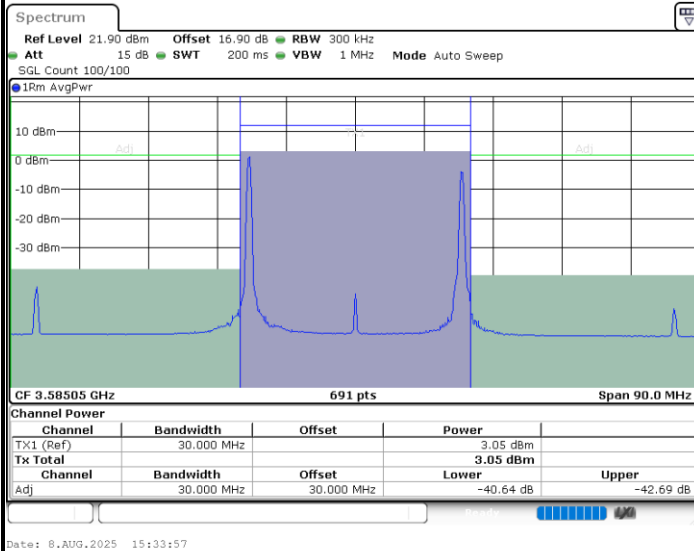 Spectrum
Ref Level 21.90 dBm Offset 16.90 dB RBW 300 kHz
Att 15 dB SWT 200 ms VBW 1 MHz Mode Auto Sweep
SGL Count 100/100
1Rm AvgPwr
10 dBm
Adj Adj
0 dBm
-10 dBm
-20 dBm
-30 dBm
CF 3.58505 GHz 691 pts Span 90.0 MHz
Channel Power
Channel Bandwidth Offset Power
TX1 (Ref) 30.000 MHz 3.05 dBm
Tx Total 3.05 dBm
Channel Bandwidth Offset Lower Upper
Adj 30.000 MHz 30.000 MHz -40.64 dB -42.69 dB
Ready
Date: 8.AUG.2025 15:33:57